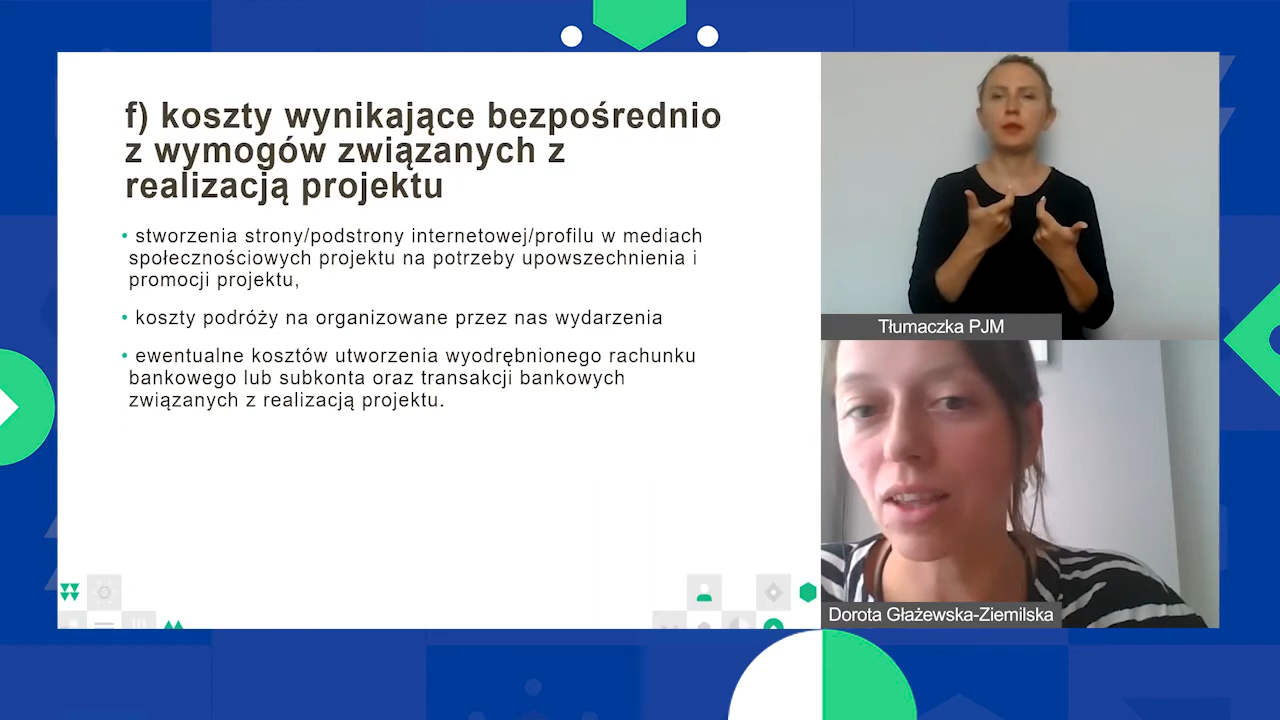 f) koszty wynikające bezpośrednio
z wymogów związanych z
realizacją projektu
• stworzenia strony/podstrony internetowej/profilu w mediach
społecznościowych projektu na potrzeby upowszechnienia i
promocji projektu,
• koszty podróży na organizowane przez nas wydarzenia
• ewentualne kosztów utworzenia wyodrębnionego rachunku
bankowego lub subkonta oraz transakcji bankowych
związanych z realizacją projektu.
Tłumaczka PJM
Dorota Głażewska-Ziemilska